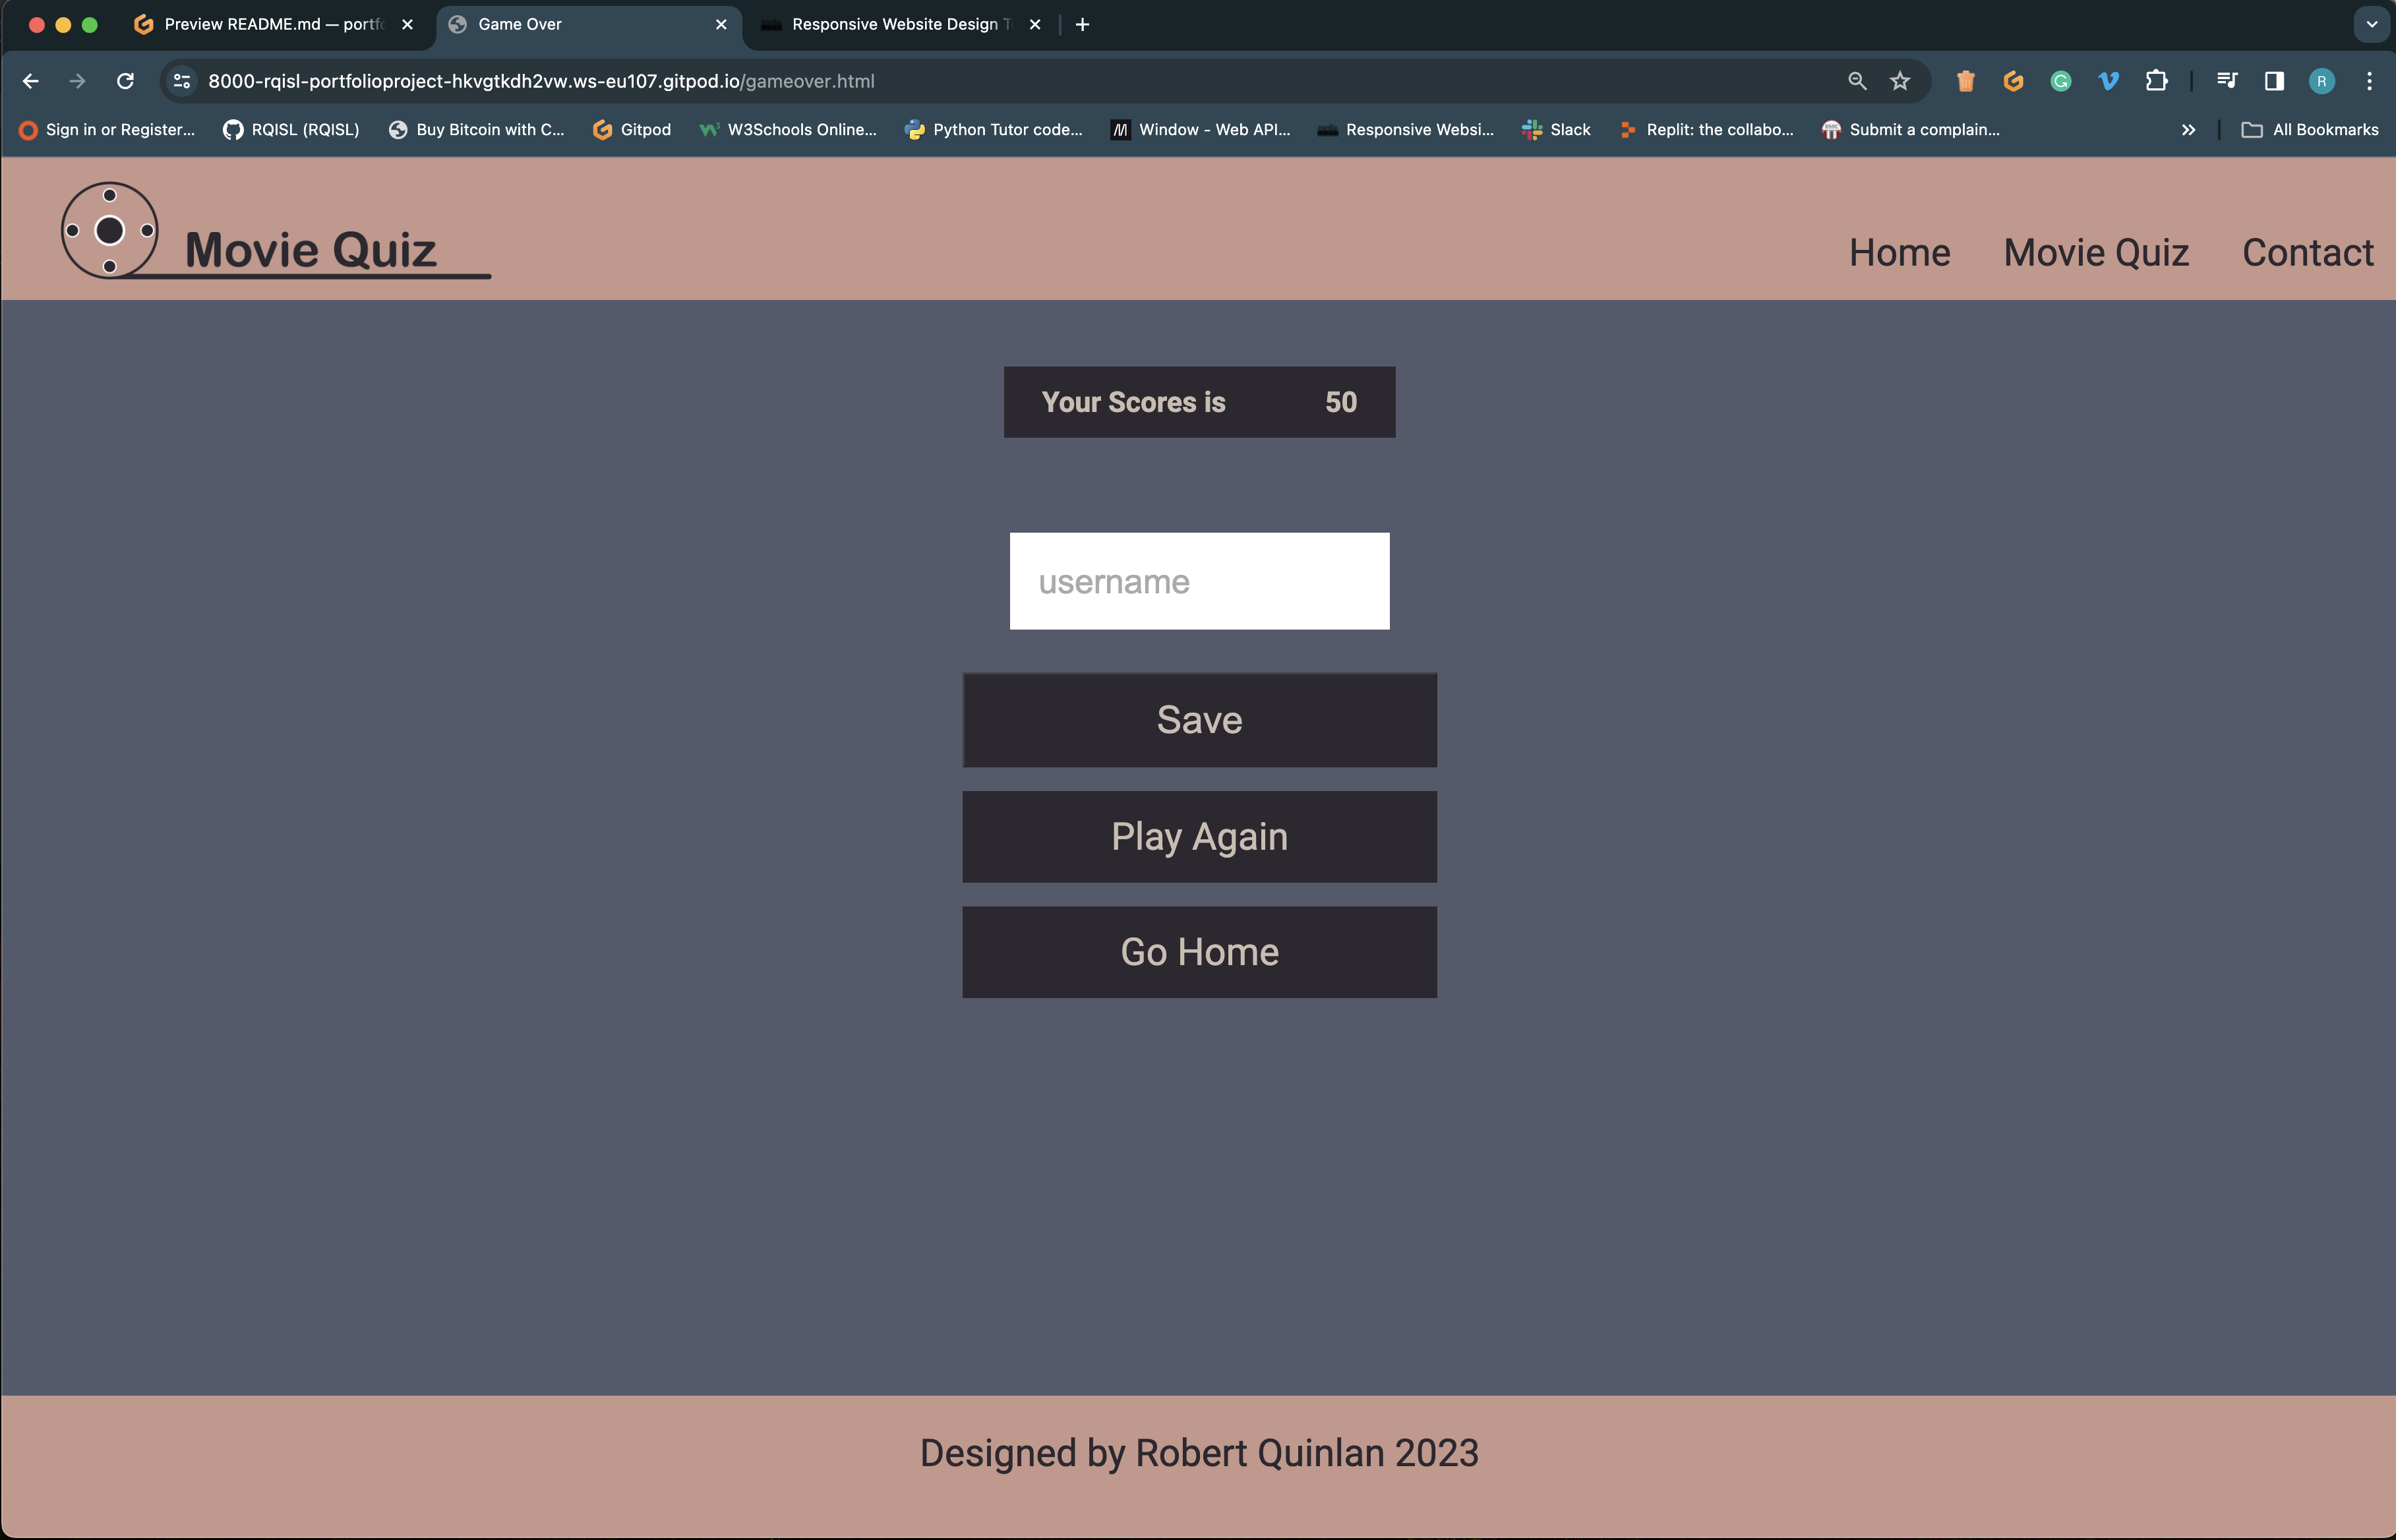 Preview README.md — portfo
Game Over
Responsive Website Design T
8000-rqisl-portfolioproject-hkvgtkdh2vw.ws-eu107.gitpod.io/gameover.html
R
Sign in or Register...
RQISL (RQISL)
Buy Bitcoin with C...
Gitpod
W3Schools Online...
Python Tutor code...
Window - Web API...
Responsive Websi...
Slack
Replit: the collabo...
Submit a complain...
All Bookmarks
Movie Quiz
Home
Movie Quiz
Contact
Your Scores is 50
username
Save
Play Again
Go Home
Designed by Robert Quinlan 2023